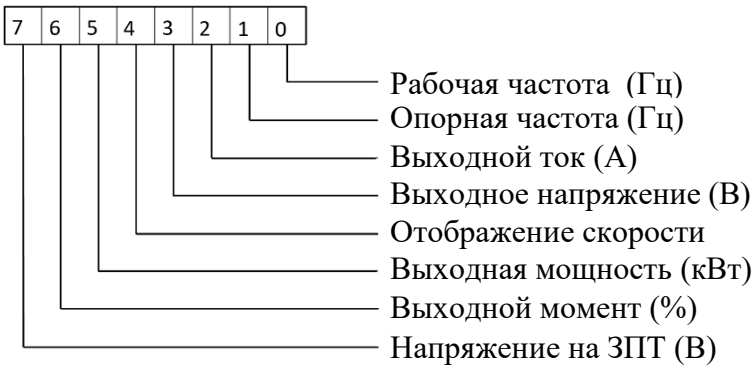 7 6 5 4 3 2 1 0
Рабочая частота (Гц)
Опорная частота (Гц)
Выходной ток (А)
Выходное напряжение (В)
Отображение скорости
Выходная мощность (кВт)
Выходной момент (%)
Напряжение на ЗПТ (В)